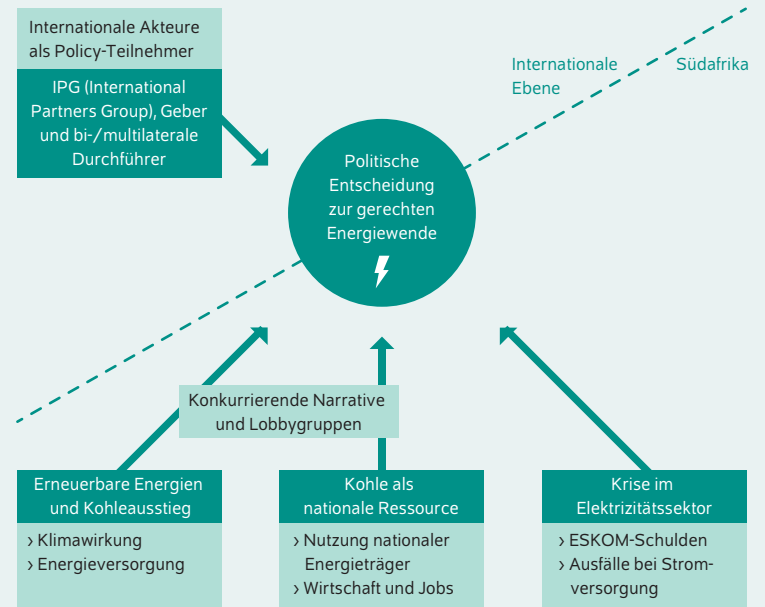 Internationale Akteure
als Policy-Teilnehmer
IPG (International
Partners Group), Geber
und bi-/multilaterale
Durchführer
Internationale
Ebene
Südafrika
Politische
Entscheidung
zur gerechten
Energiewende
Konkurrierende Narrative
und Lobbygruppen
Erneuerbare Energien
und Kohleausstieg
› Klimawirkung
› Energieversorgung
Kohle als
nationale Ressource
› Nutzung nationaler
Energieträger
› Wirtschaft und Jobs
Krise im
Elektrizitätssektor
› ESKOM-Schulden
› Ausfälle bei Strom-
versorgung